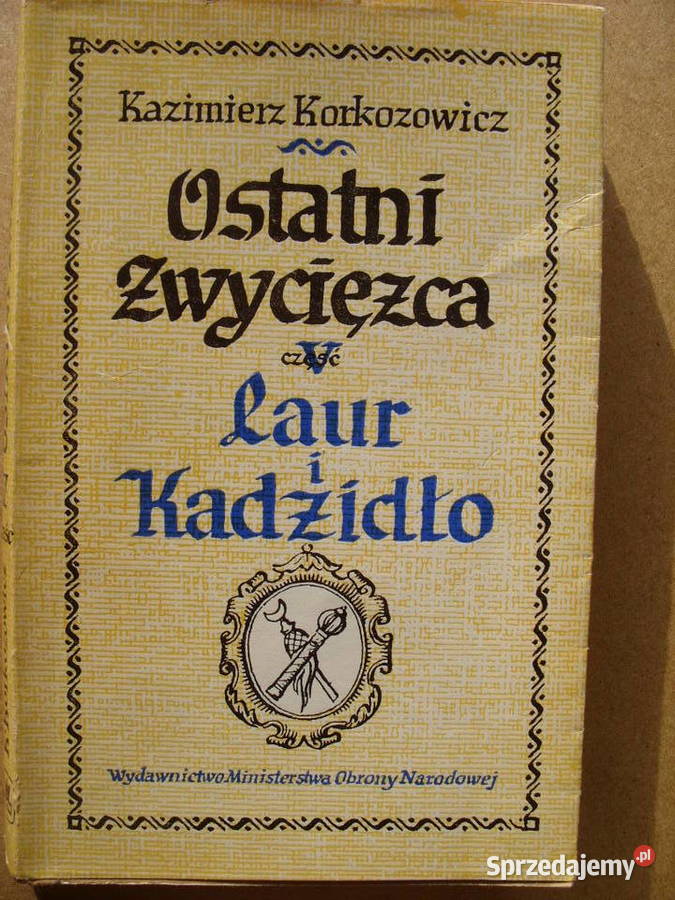 Kazimierz Korkozowicz
Ostatni
zwycięzca
część V
Laur
i
Kadzidło
Wydawnictwo Ministerstwa Obrony Narodowej
Sprzedajemy.pl